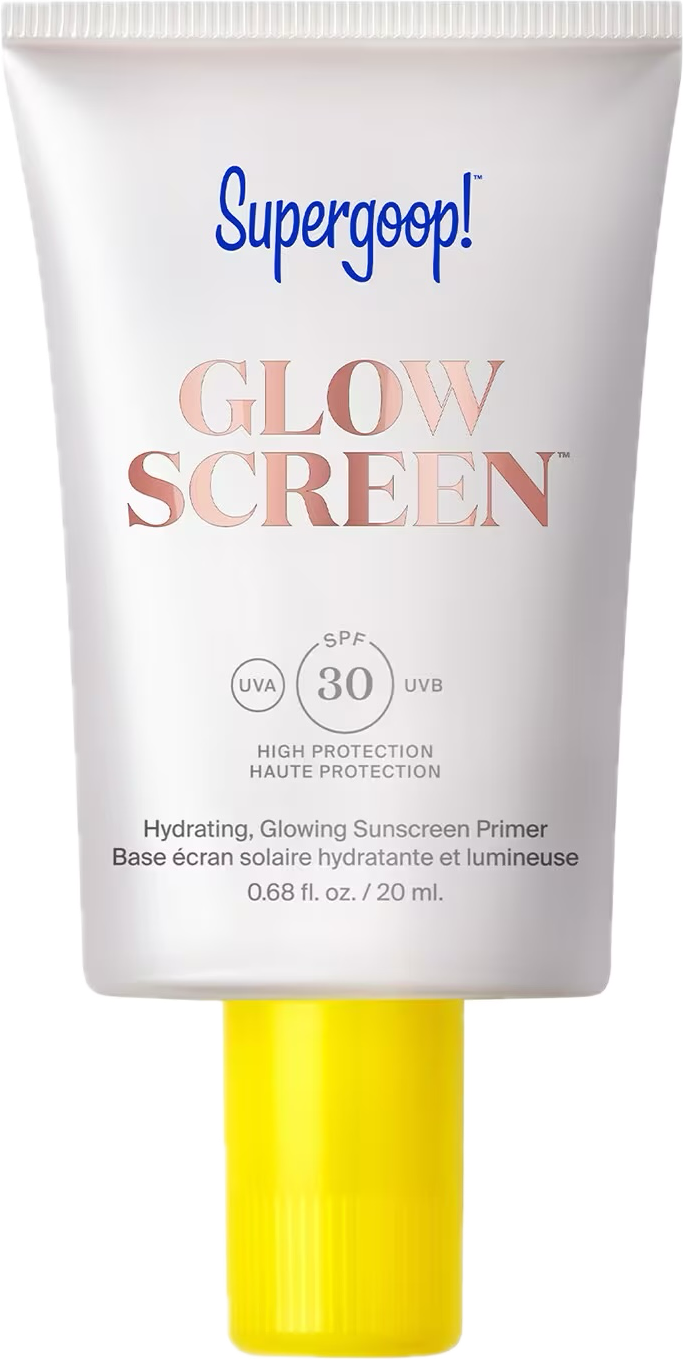 Supergoop!™
GLOW
SCREEN™
SPF
UVA 30 UVB
HIGH PROTECTION
HAUTE PROTECTION
Hydrating, Glowing Sunscreen Primer
Base écran solaire hydratante et lumineuse
0.68 fl. oz. / 20 ml.